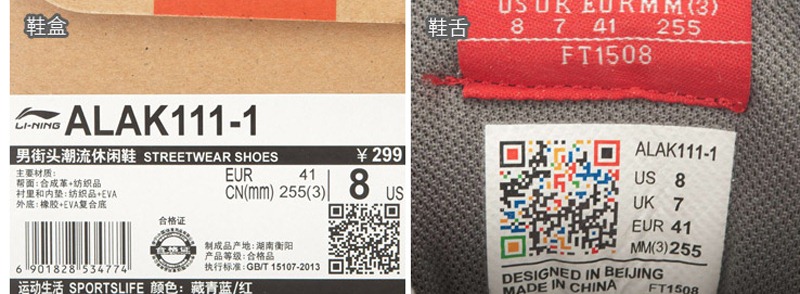 鞋盒
LI-NING ALAK111-1
男街头潮流休闲鞋 STREETWEAR SHOES ¥299
主要材质:
帮面:合成革+纺织品
衬里和内垫:纺织品+EVA
外底:橡胶+EVA复合底
EUR 41
CN(mm) 255(3)
8 US
合格证
合格证
6 901828 534774
制成品产地:湖南衡阳
产品等级:合格品
执行标准:GB/T 15107-2013
运动生活 SPORTSLIFE 颜色:藏青蓝/红
鞋舌
US UK EUR MM(3)
8 7 41 255
FT1508
ALAK111-1
US 8
UK 7
EUR 41
MM(3) 255
DESIGNED IN BEIJING
MADE IN CHINA FT1508